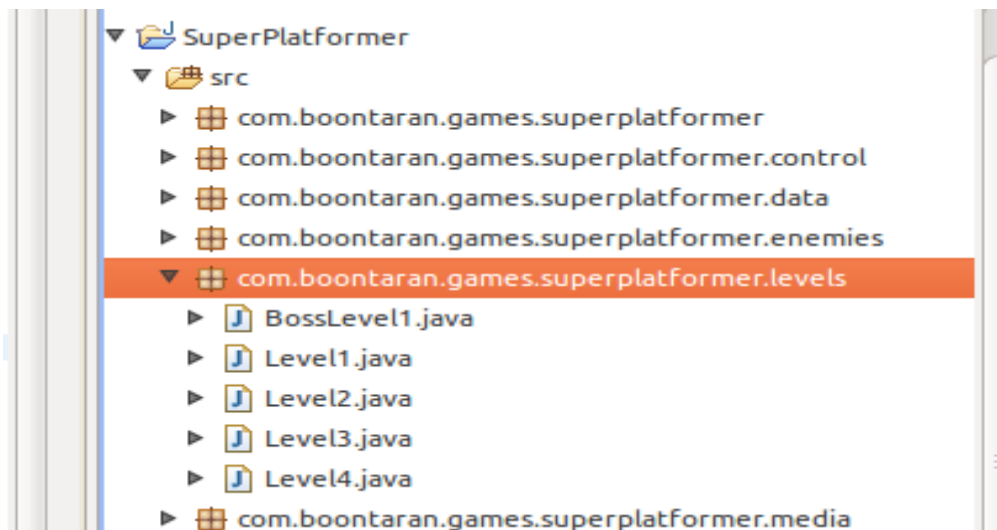 SuperPlatformer
src
com.boontaran.games.superplatformer
com.boontaran.games.superplatformer.control
com.boontaran.games.superplatformer.data
com.boontaran.games.superplatformer.enemies
com.boontaran.games.superplatformer.levels
BossLevel1.java
Level1.java
Level2.java
Level3.java
Level4.java
com.boontaran.games.superplatformer.media